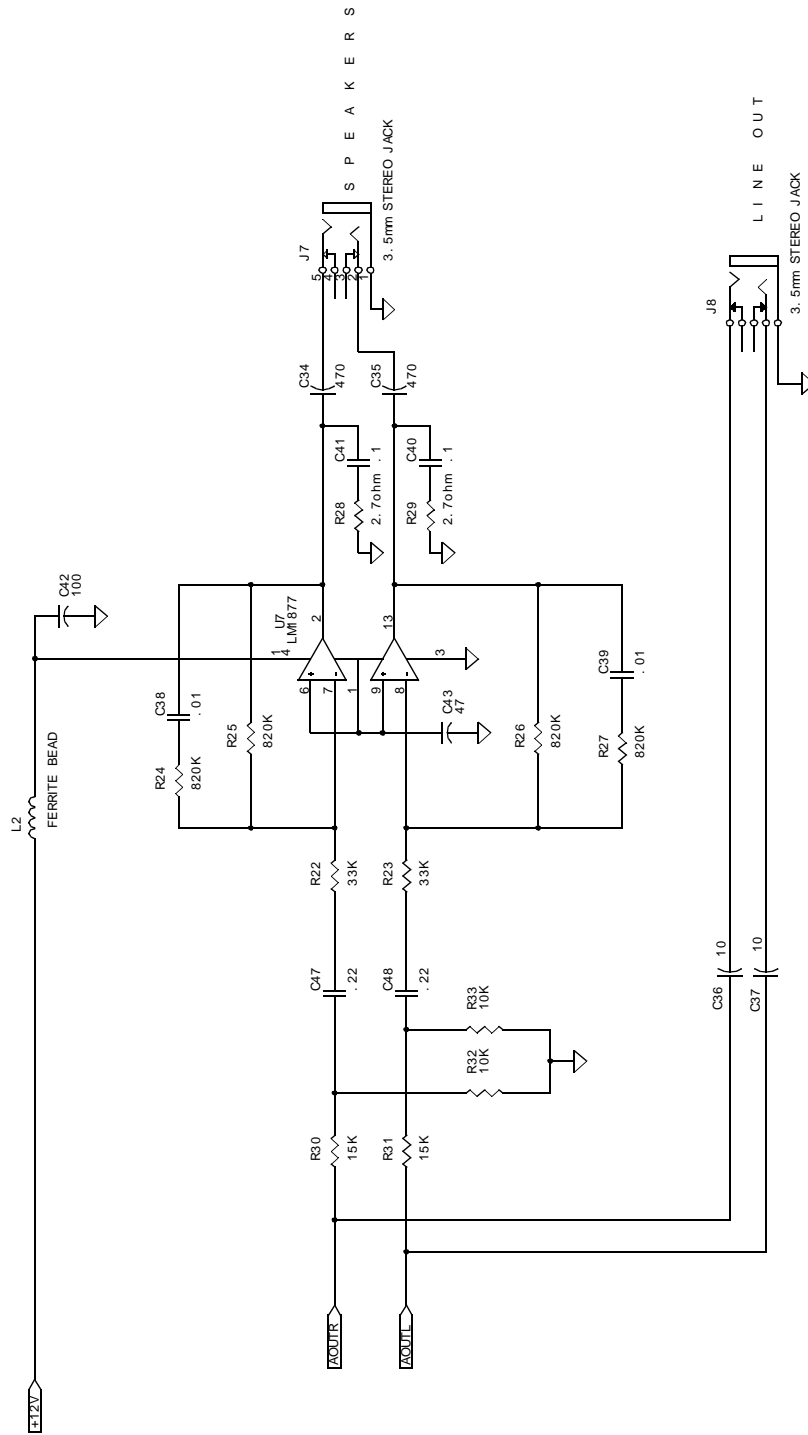 +12V
L2
FERRITE BEAD
C42
100
C38
.01
R24
820K
R25
820K
1
4
U7
LM1877
6
7
2
1
9
8
13
3
C43
47
AOUTR
R30
15K
C47
.22
R22
33K
AOUTL
R31
15K
C48
.22
R23
33K
R32
10K
R33
10K
R26
820K
R27
820K
C39
.01
C34
470
C41
.1
R28
2.7ohm
C35
470
C40
.1
R29
2.7ohm
J7
5
4
3
2
1
3.5mm STEREO JACK
SPEAKERS
C36
10
C37
10
J8
3.5mm STEREO JACK
LINE OUT